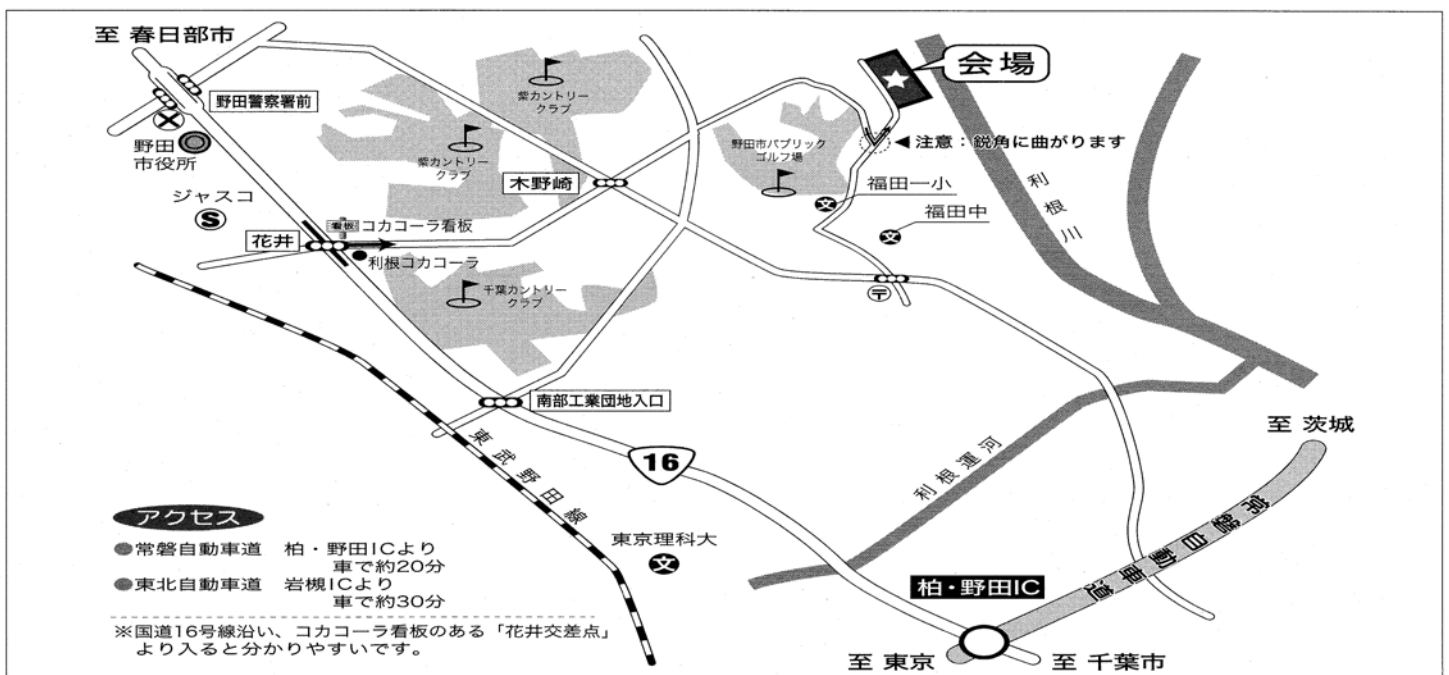 至 春日部市
野田警察署前
野田
市役所
ジャスコ
S
花井
看板
コカコーラ看板
利根コカコーラ
紫カントリー
クラブ
紫カントリー
クラブ
千葉カントリー
クラブ
木野崎
野田市パブリック
ゴルフ場
会場
◀注意：鋭角に曲がります
福田一小
文
福田中
文
〒
利根川
南部工業団地入口
16
東武野田線
東京理科大
文
利根運河
至 茨城
常磐自動車道
柏・野田IC
至 東京
至 千葉市
アクセス
●常磐自動車道 柏・野田ICより
車で約20分
●東北自動車道 岩槻ICより
車で約30分
※国道16号線沿い、コカコーラ看板のある「花井交差点」
より入ると分かりやすいです。